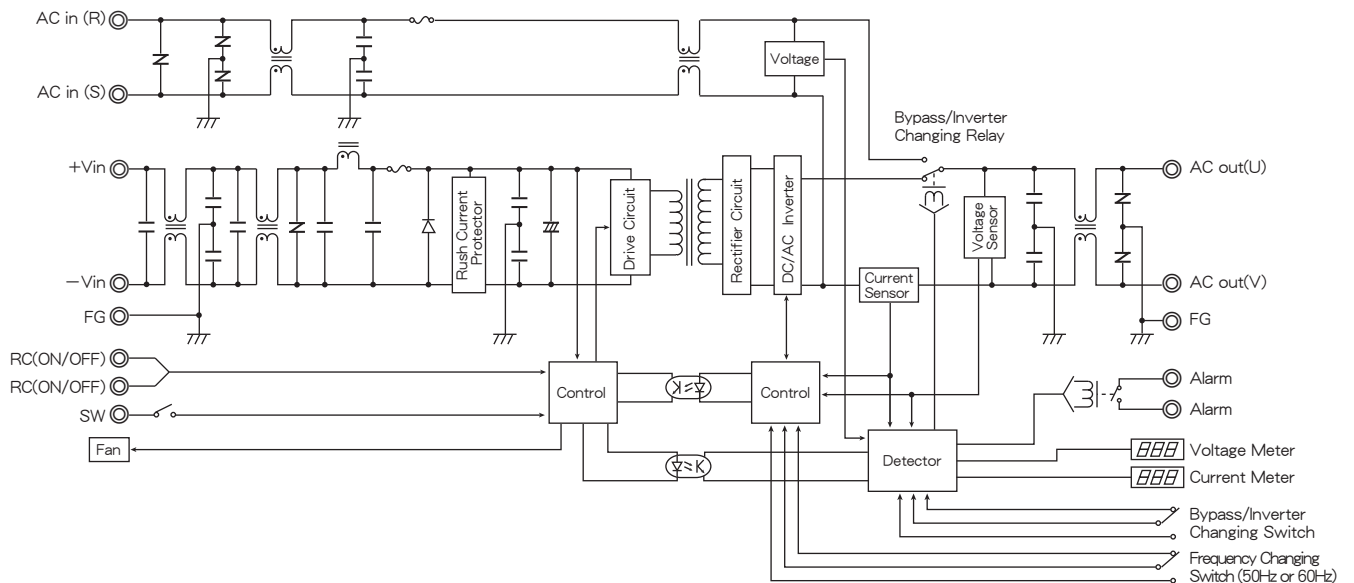 AC in (R)
AC in (S)
Voltage
Bypass/Inverter
Changing Relay
+Vin
−Vin
FG
Rush Current
Protector
Drive Circuit
Rectifier Circuit
DC/AC Inverter
Current
Sensor
Voltage
Sensor
AC out(U)
AC out(V)
FG
RC(ON/OFF)
RC(ON/OFF)
SW
Fan
Control
Control
Detector
Alarm
Alarm
888
Voltage Meter
888
Current Meter
Bypass/Inverter
Changing Switch
Frequency Changing
Switch (50Hz or 60Hz)